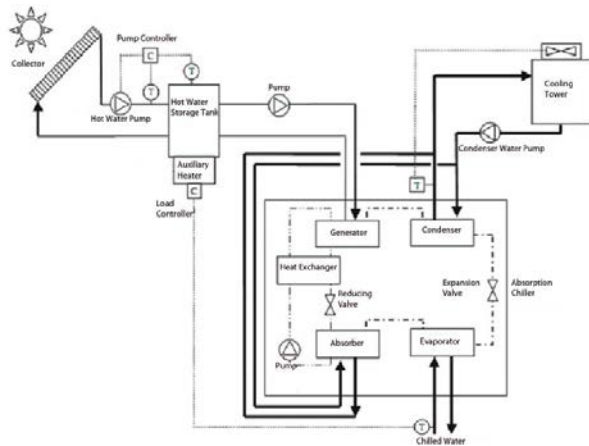 Pump Controller
C
T
T
Collector
Hot Water Pump
Hot Water
Storage Tank
Pump
Cooling
Tower
Condenser Water Pump
Auxiliary
Heater
C
Load
Controller
T
Generator
Condenser
Heat Exchanger
Reducing
Valve
Expansion
Valve
Absorption
Chiller
Absorber
Evaporator
Pump
T
Chilled Water